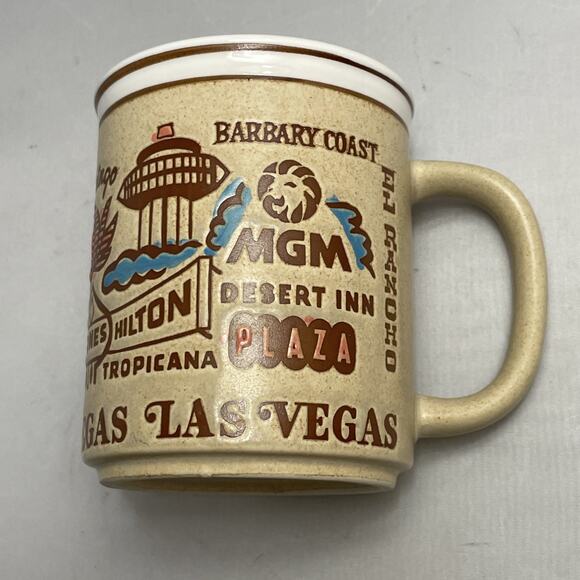 BARBARY COAST
MGM
EL RANCHO
HILTON
DESERT INN
TROPICANA
PLAZA
LAS VEGAS